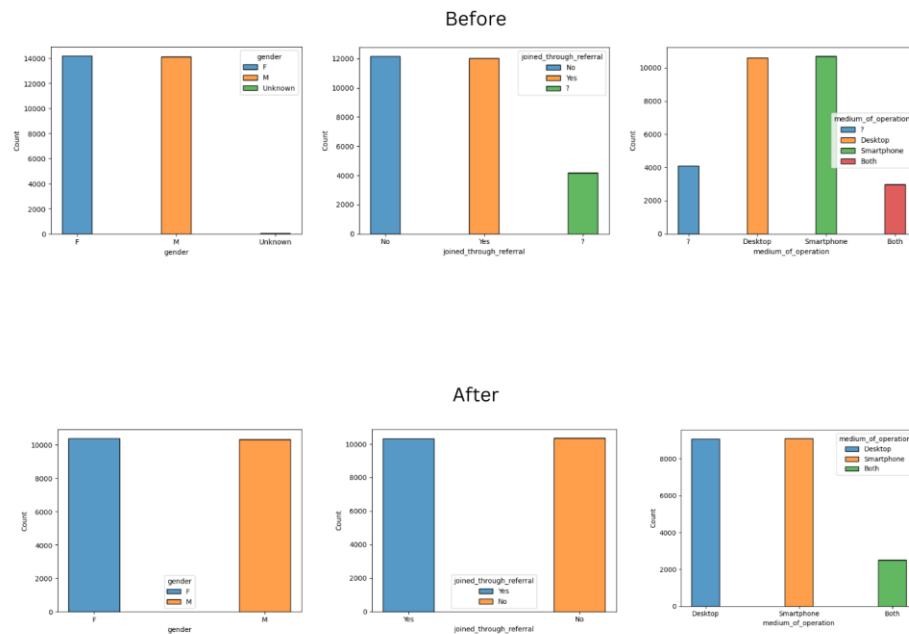 Before
gender
F
M
Unknown
14000
12000
10000
8000
6000
4000
2000
0
Count
F M Unknown
gender
joined_through_referral
No
Yes
?
12000
10000
8000
6000
4000
2000
0
Count
No Yes ?
joined_through_referral
medium_of_operation
?
Desktop
Smartphone
Both
10000
8000
6000
4000
2000
0
Count
? Desktop Smartphone Both
medium_of_operation
After
10000
8000
6000
4000
2000
0
Count
gender
F
M
F M
gender
10000
8000
6000
4000
2000
0
Count
joined_through_referral
Yes
No
Yes No
joined_through_referral
medium_of_operation
Desktop
Smartphone
Both
8000
6000
4000
2000
0
Count
Desktop Smartphone Both
medium_of_operation